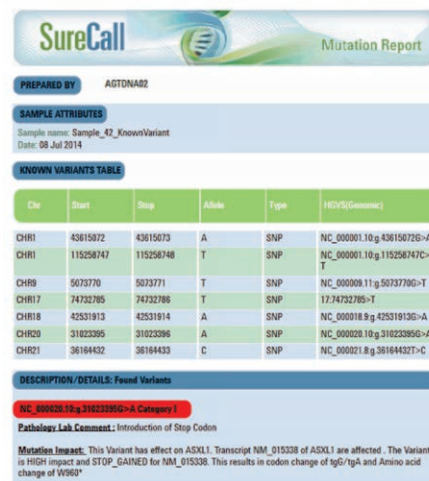 SureCall
Mutation Report
PREPARED BY AGTDNA02
SAMPLE ATTRIBUTES
Sample name: Sample_42_KnownVariant
Date: 08 Jul 2014
KNOWN VARIANTS TABLE
Chr Start Stop Allele Type HGVS(Genomic)
CHR1 43615072 43615073 A SNP NC_000001.10:g.43615072G>A
CHR1 115258747 115258748 T SNP NC_000001.10:g.115258747C>
T
CHR9 5073770 5073771 T SNP NC_000009.11:g.5073770G>T
CHR17 74732785 74732786 T SNP 17:74732785>T
CHR18 42531913 42531914 A SNP NC_000018.9:g.42531913G>A
CHR20 31023395 31023396 A SNP NC_000020.10:g.31023395G>A
CHR21 36164432 36164433 C SNP NC_000021.8:g.36164432T>C
DESCRIPTION/DETAILS: Found Variants
NC_000020.10:g.31023395G>A Category I
Pathology Lab Comment : Introduction of Stop Codon
Mutation Impact: This Variant has effect on ASXL1. Transcript NM_015338 of ASXL1 are affected . The Variant
is HIGH impact and STOP_GAINED for NM_015338. This results in codon change of tgG/tgA and Amino acid
change of W960*